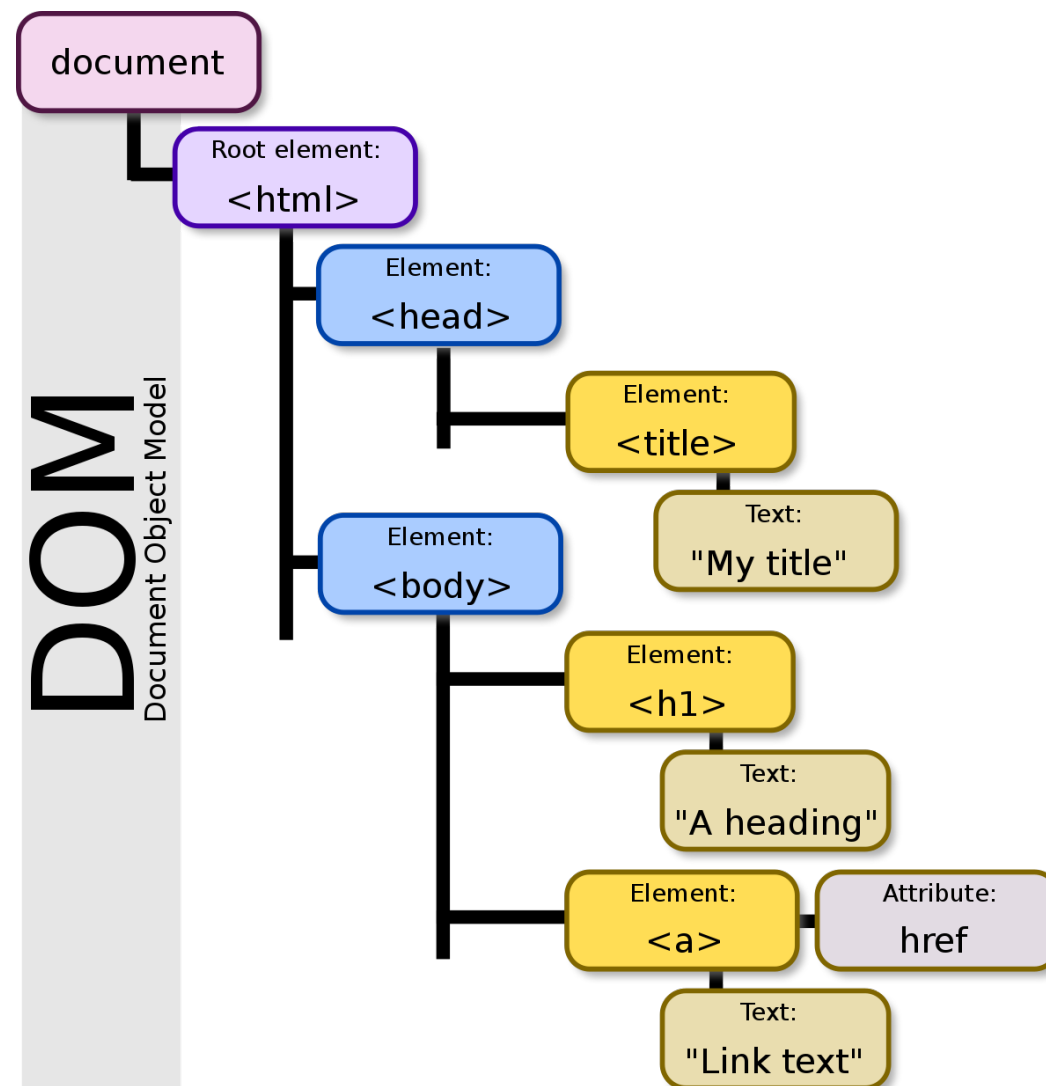 document
Root element:
<html>
Element:
<head>
Element:
<title>
Text:
"My title"
Element:
<body>
Element:
<h1>
Text:
"A heading"
Element:
<a>
Attribute:
href
Text:
"Link text"
DOM
Document Object Model